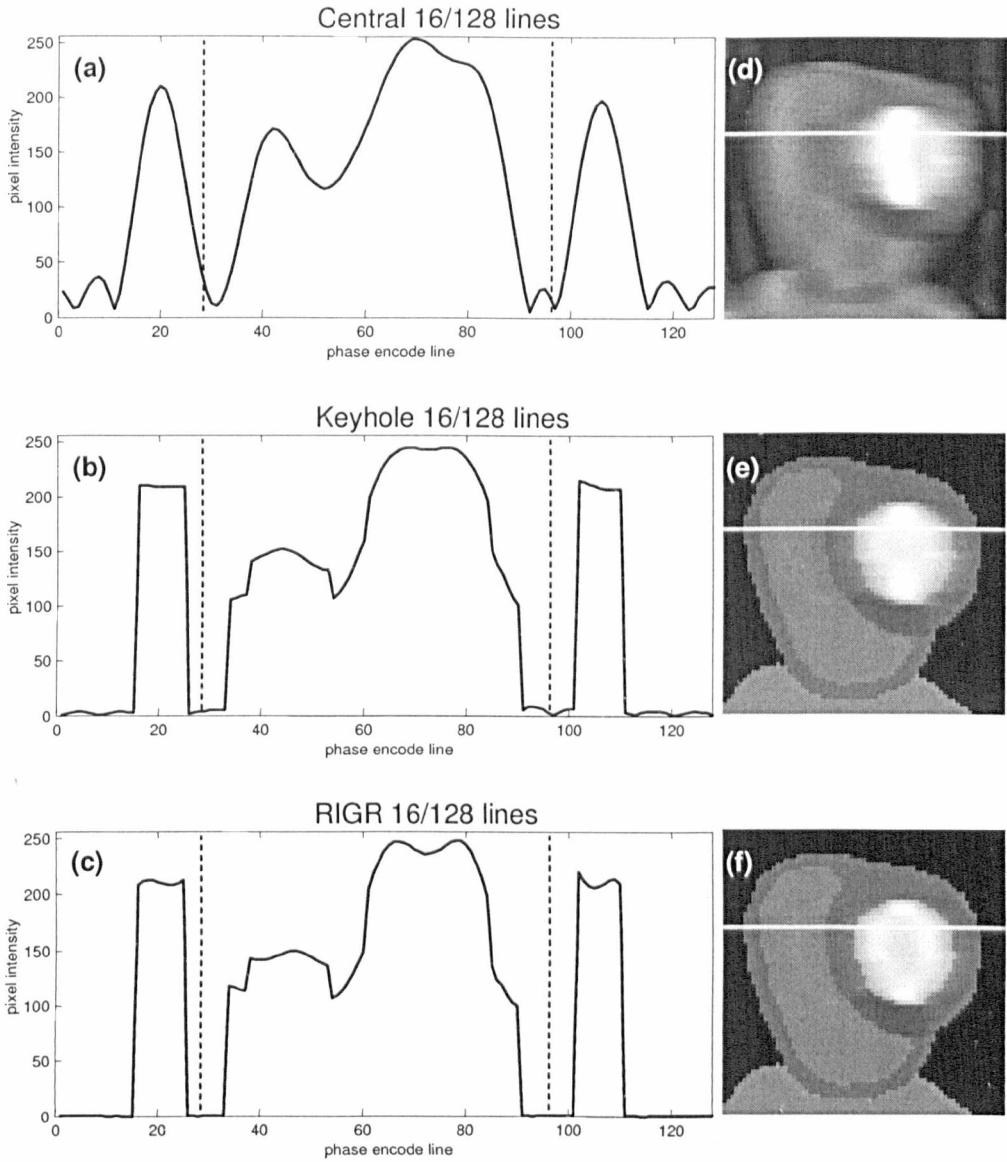 Central 16/128 lines
(a)
(d)
250
200
150
100
50
0
pixel intensity
0 20 40 60 80 100 120
phase encode line
Keyhole 16/128 lines
(b)
(e)
250
200
150
100
50
0
pixel intensity
0 20 40 60 80 100 120
phase encode line
RIGR 16/128 lines
(c)
(f)
250
200
150
100
50
0
pixel intensity
0 20 40 60 80 100 120
phase encode line